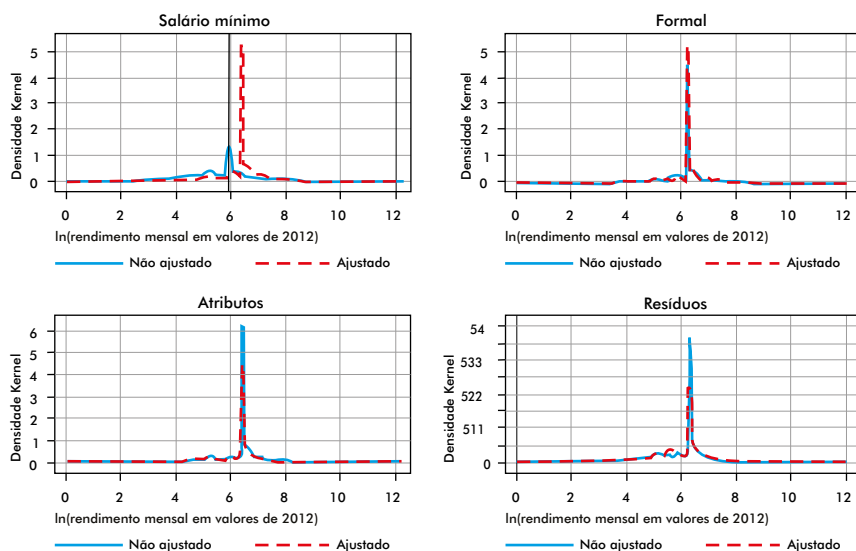 Salário mínimo
Densidade Kernel
5
4
3
2
1
0
0 2 4 6 8 10 12
ln(rendimento mensal em valores de 2012)
Não ajustado Ajustado
Formal
Densidade Kernel
5
4
3
2
1
0
0 2 4 6 8 10 12
ln(rendimento mensal em valores de 2012)
Não ajustado Ajustado
Atributos
Densidade Kernel
6
5
4
3
2
1
0
0 2 4 6 8 10 12
ln(rendimento mensal em valores de 2012)
Não ajustado Ajustado
Resíduos
Densidade Kernel
54
533
522
511
0
0 2 4 6 8 10 12
ln(rendimento mensal em valores de 2012)
Não ajustado Ajustado